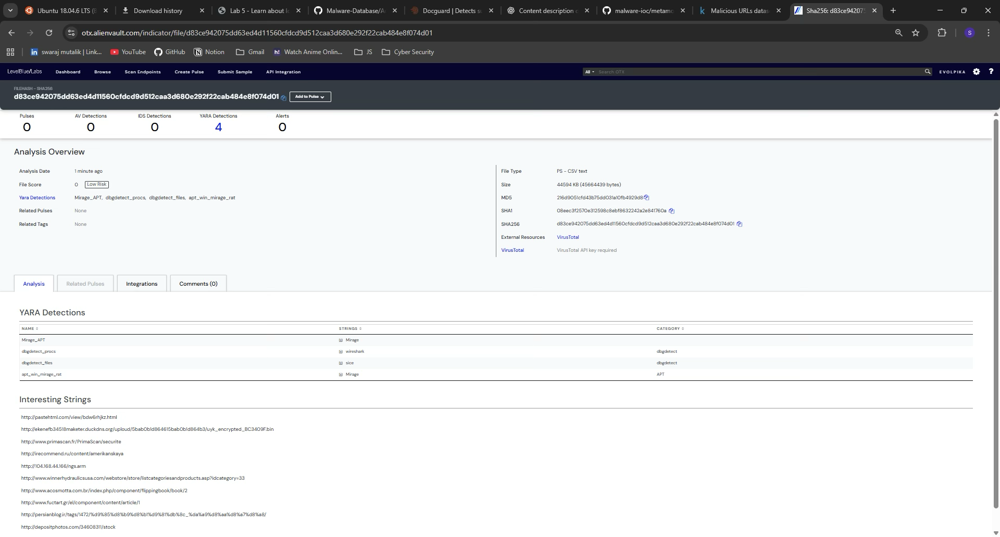 Ubuntu 18.04.6 LTS (B
Download history
Lab 5 - Learn about Io
Malware-Database/A
Docguard | Detects su
Content description o
malware-ioc/metamo
Malicious URLs datas
Sha256: d83ce942075
otx.alienvault.com/indicator/file/d83ce942075dd63ed4d11560cfdcd9d512caa3d680e292f22cab484e8f074d01
S
swaraj mutalik | Link...
YouTube
GitHub
Notion
Gmail
Watch Anime Onlin...
JS
Cyber Security
LevelBlue/Labs
Dashboard
Browse
Scan Endpoints
Create Pulse
Submit Sample
API Integration
All
Search OTX
EVOLPIKA
FILEHASH - SHA256
d83ce942075dd63ed4d11560cfdcd9d512caa3d680e292f22cab484e8f074d01
Add to Pulse
Pulses AV Detections IDS Detections YARA Detections Alerts
0 0 0 4 0
Analysis Overview
Analysis Date 1 minute ago
File Score 0 Low Risk
Yara Detections Mirage_APT, dbgdetect_procs, dbgdetect_files, apt_win_mirage_rat
Related Pulses None
Related Tags None
File Type PS - CSV text
Size 44594 KB (45664439 bytes)
MD5 216d9051cfd43b75dd031a10fb4929d8
SHA1 08eec3f2570e312598c8ebf8632242a2e841760a
SHA256 d83ce942075dd63ed4d11560cfdcd9d512caa3d680e292f22cab484e8f074d01
External Resources VirusTotal
VirusTotal VirusTotal API key required
Analysis Related Pulses Integrations Comments (0)
YARA Detections
NAME STRINGS CATEGORY
Mirage_APT Mirage
dbgdetect_procs wireshark dbgdetect
dbgdetect_files sice dbgdetect
apt_win_mirage_rat Mirage APT
Interesting Strings
http://pastehtml.com/view/bdw6rhjkz.html
http://ekenefb34518maketer.duckdns.org/uploud/5bab0b1d864615bab0b1d864b3/uyk_encrypted_BC3409F.bin
http://www.primascan.fr/PrimaScan/securite
http://irecommend.ru/content/amerikanskaya
http://104.168.44.166/ngs.arm
http://www.winnerhydraulicsusa.com/webstore/store/listcategoriesandproducts.asp?idcategory=33
http://www.acosmotta.com.br/index.php/component/flippingbook/book/2
http://www.fuctart.gr/el/component/content/article/1
http://persianblog.ir/tags/1472/%d9%85%d8%b9%d8%b1%d9%81%db%8c_%da%a9%d8%aa%d8%a7%d8%a8/
http://depositphotos.com/34608311/stock